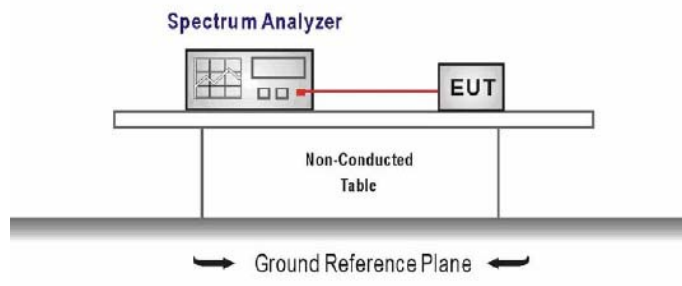 Spectrum Analyzer
EUT
Non-Conducted
Table
Ground Reference Plane